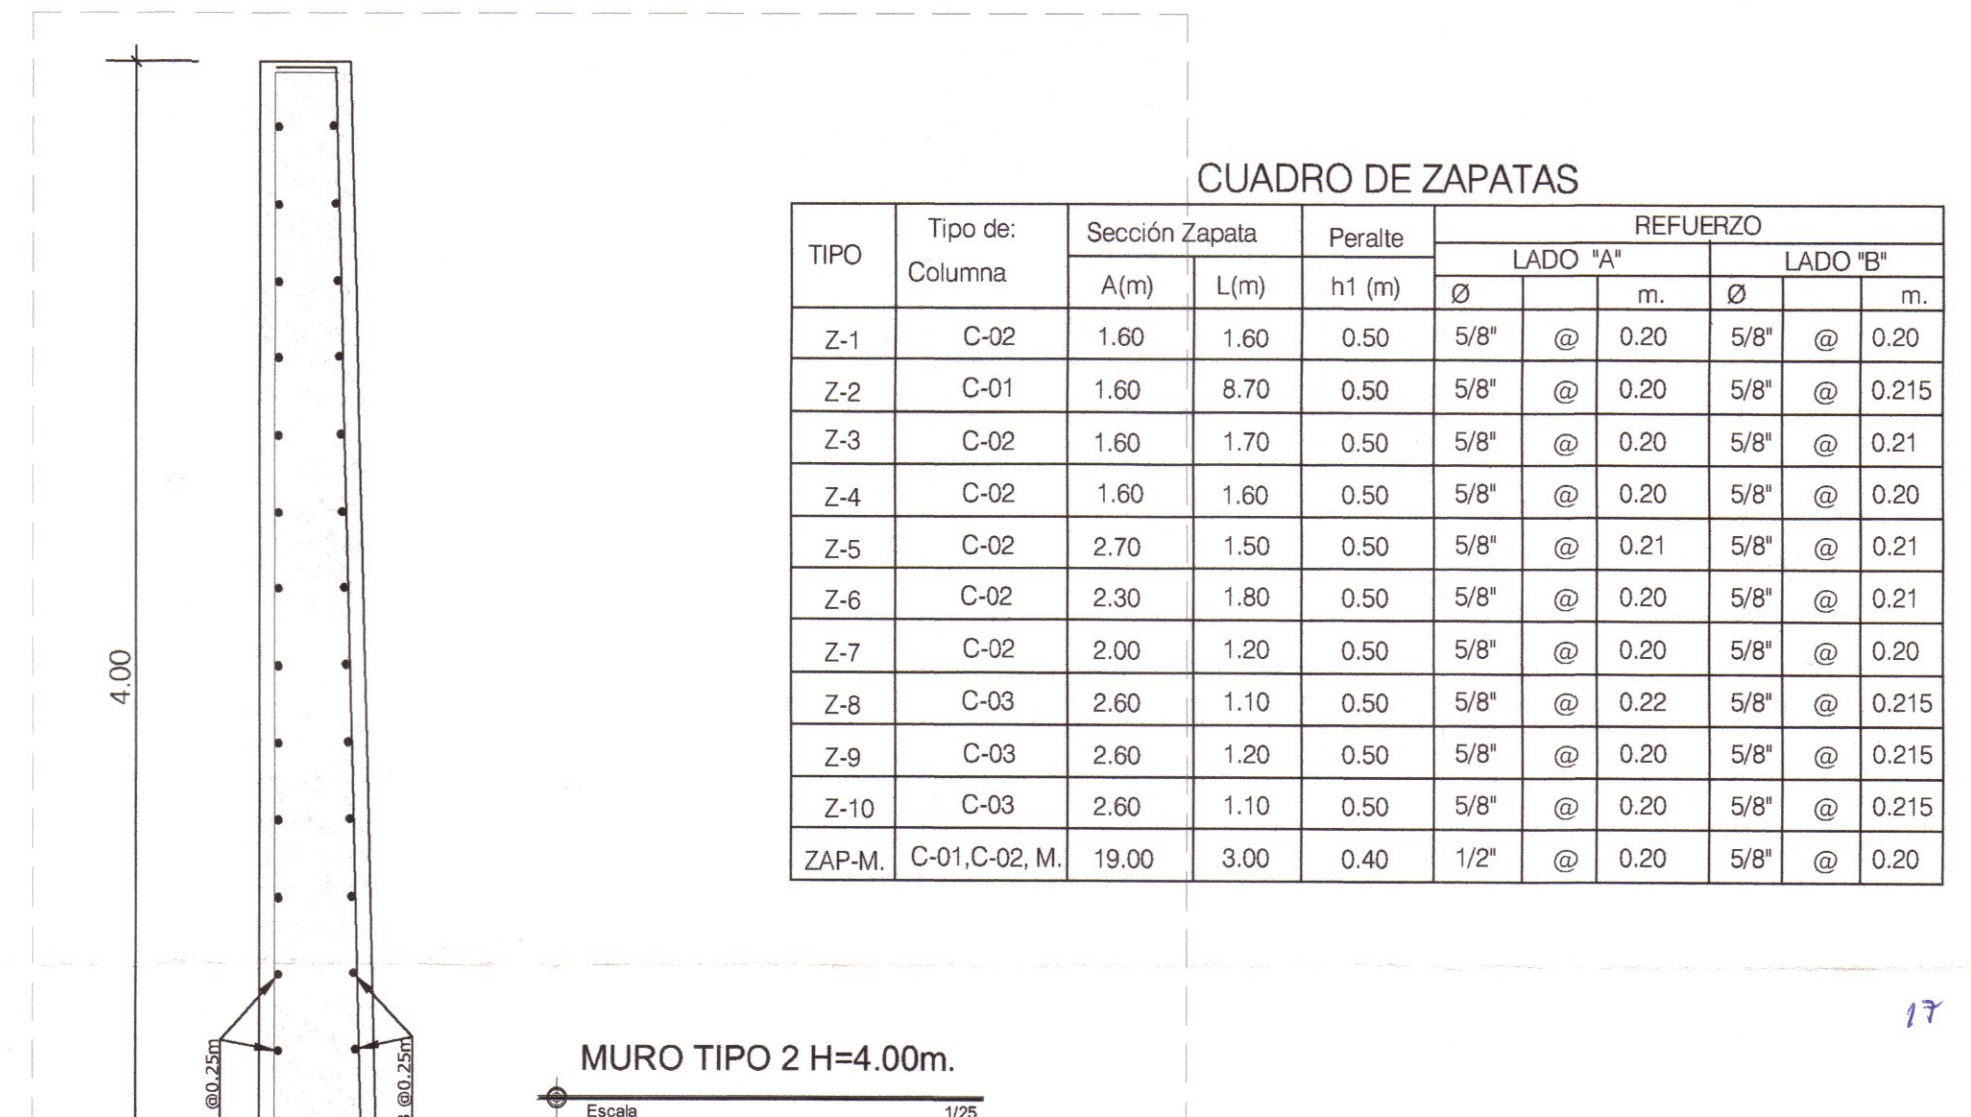 CUADRO DE ZAPATAS
TIPO Tipo de: Columna Sección Zapata Peralte REFUERZO
LADO "A" LADO "B"
A(m) L(m) h1 (m) Ø m. Ø m.
Z-1 C-02 1.60 1.60 0.50 5/8" @ 0.20 5/8" @ 0.20
Z-2 C-01 1.60 8.70 0.50 5/8" @ 0.20 5/8" @ 0.215
Z-3 C-02 1.60 1.70 0.50 5/8" @ 0.20 5/8" @ 0.21
Z-4 C-02 1.60 1.60 0.50 5/8" @ 0.20 5/8" @ 0.20
Z-5 C-02 2.70 1.50 0.50 5/8" @ 0.21 5/8" @ 0.21
Z-6 C-02 2.30 1.80 0.50 5/8" @ 0.20 5/8" @ 0.21
Z-7 C-02 2.00 1.20 0.50 5/8" @ 0.20 5/8" @ 0.20
Z-8 C-03 2.60 1.10 0.50 5/8" @ 0.22 5/8" @ 0.215
Z-9 C-03 2.60 1.20 0.50 5/8" @ 0.20 5/8" @ 0.215
Z-10 C-03 2.60 1.10 0.50 5/8" @ 0.20 5/8" @ 0.215
ZAP-M. C-01,C-02, M. 19.00 3.00 0.40 1/2" @ 0.20 5/8" @ 0.20
4.00
17
@0.25m
@0.25m
MURO TIPO 2 H=4.00m.
Escala 1/25